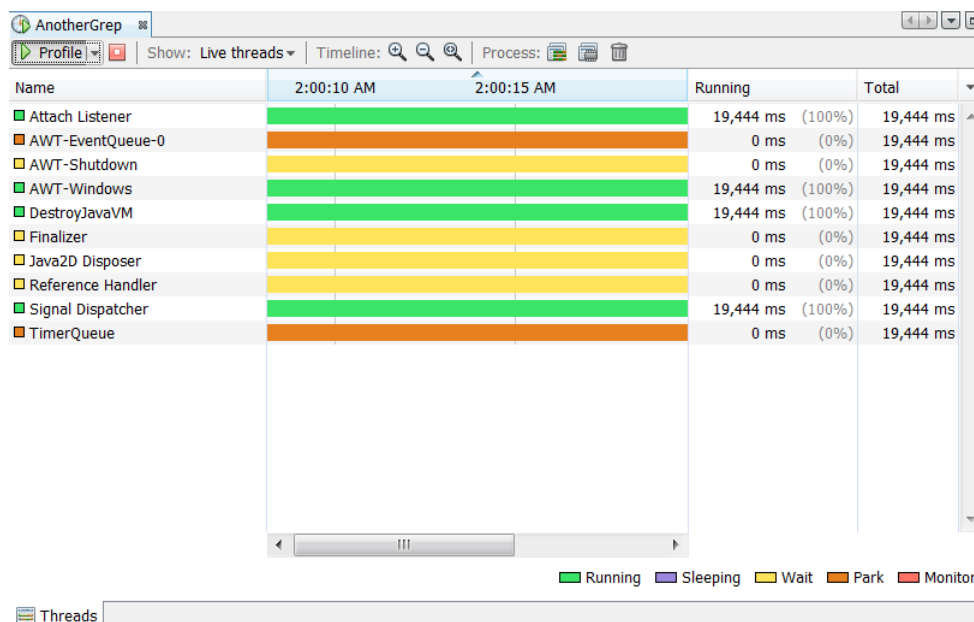 AnotherGrep
Profile Show: Live threads Timeline: Process:
Name 2:00:10 AM 2:00:15 AM Running Total
Attach Listener 19,444 ms (100%) 19,444 ms
AWT-EventQueue-0 0 ms (0%) 19,444 ms
AWT-Shutdown 0 ms (0%) 19,444 ms
AWT-Windows 19,444 ms (100%) 19,444 ms
DestroyJavaVM 19,444 ms (100%) 19,444 ms
Finalizer 0 ms (0%) 19,444 ms
Java2D Disposer 0 ms (0%) 19,444 ms
Reference Handler 0 ms (0%) 19,444 ms
Signal Dispatcher 19,444 ms (100%) 19,444 ms
TimerQueue 0 ms (0%) 19,444 ms
Running Sleeping Wait Park Monitor
Threads